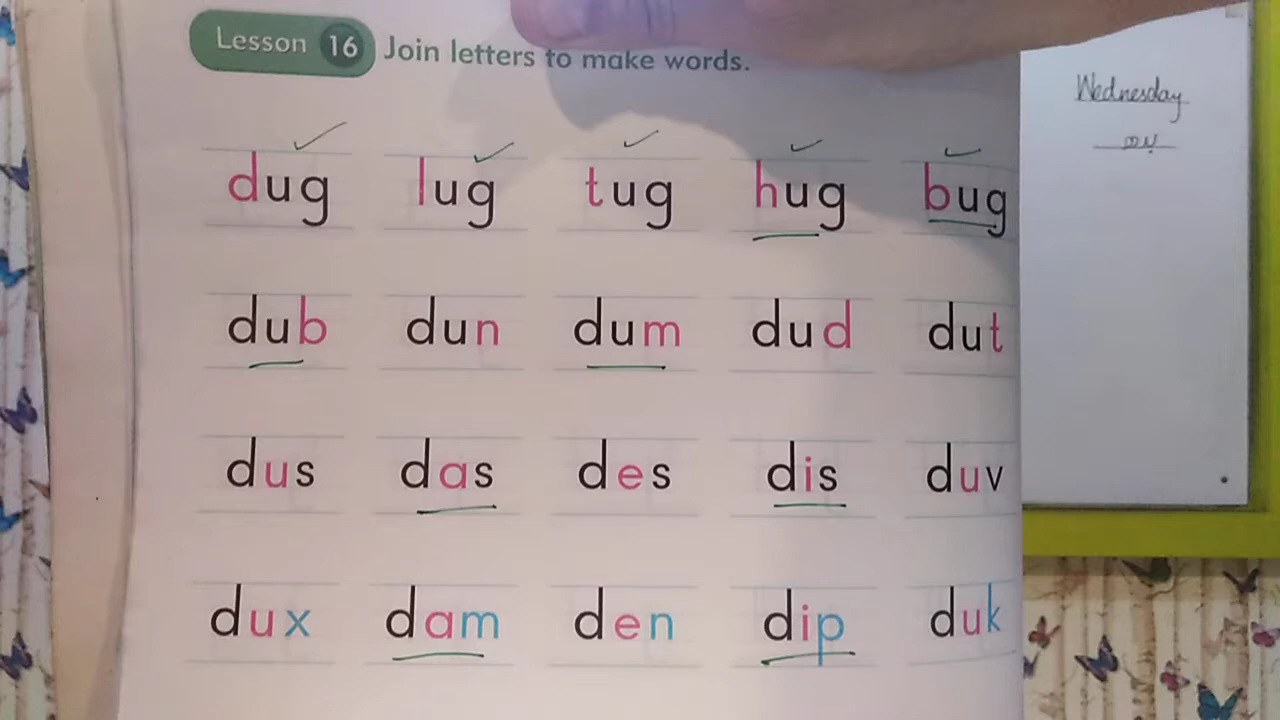 Lesson 16 Join letters to make words.
Wednesday
dug lug tug hug bug
dub dun dum dud dut
dus das des dis duv
dux dam den dip duk